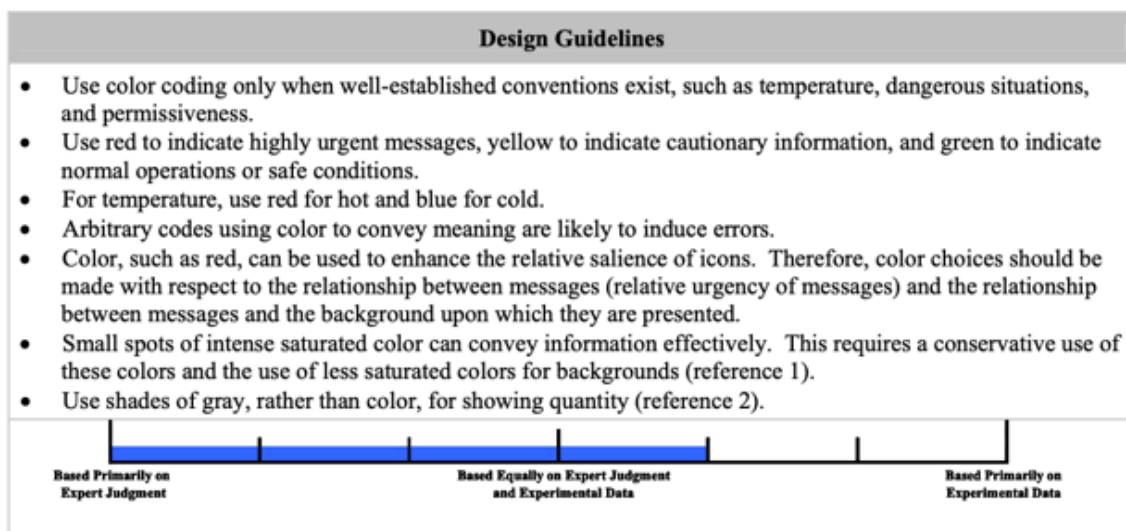 Design Guidelines
• Use color coding only when well-established conventions exist, such as temperature, dangerous situations,
and permissiveness.
• Use red to indicate highly urgent messages, yellow to indicate cautionary information, and green to indicate
normal operations or safe conditions.
• For temperature, use red for hot and blue for cold.
• Arbitrary codes using color to convey meaning are likely to induce errors.
• Color, such as red, can be used to enhance the relative salience of icons. Therefore, color choices should be
made with respect to the relationship between messages (relative urgency of messages) and the relationship
between messages and the background upon which they are presented.
• Small spots of intense saturated color can convey information effectively. This requires a conservative use of
these colors and the use of less saturated colors for backgrounds (reference 1).
• Use shades of gray, rather than color, for showing quantity (reference 2).
Based Primarily on
Expert Judgment
Based Equally on Expert Judgment
and Experimental Data
Based Primarily on
Experimental Data